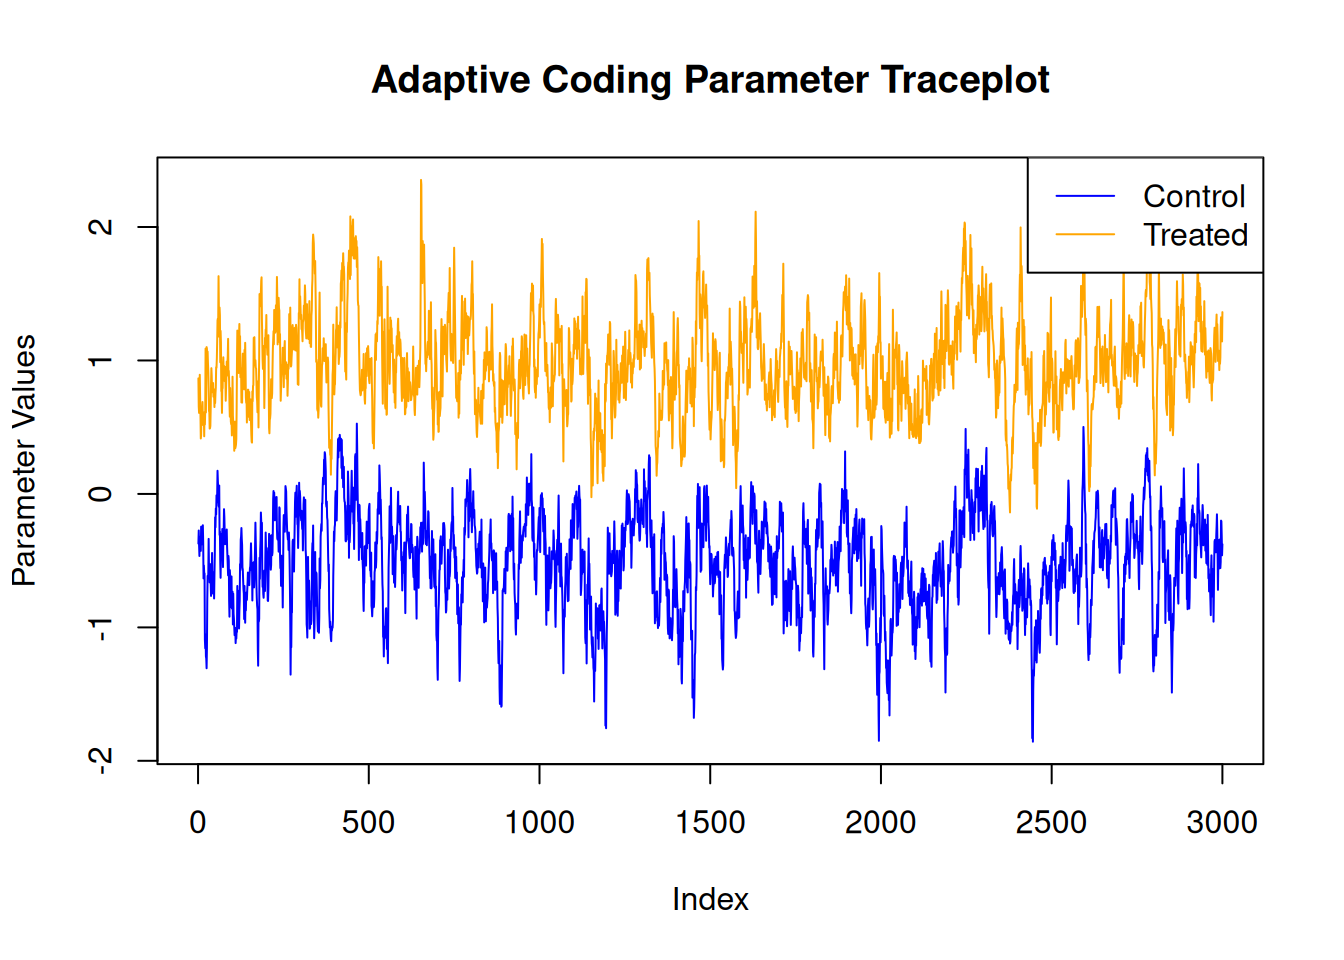 Adaptive Coding Parameter Traceplot
Control
Treated
Parameter Values
2
1
0
-1
-2
0 500 1000 1500 2000 2500 3000
Index